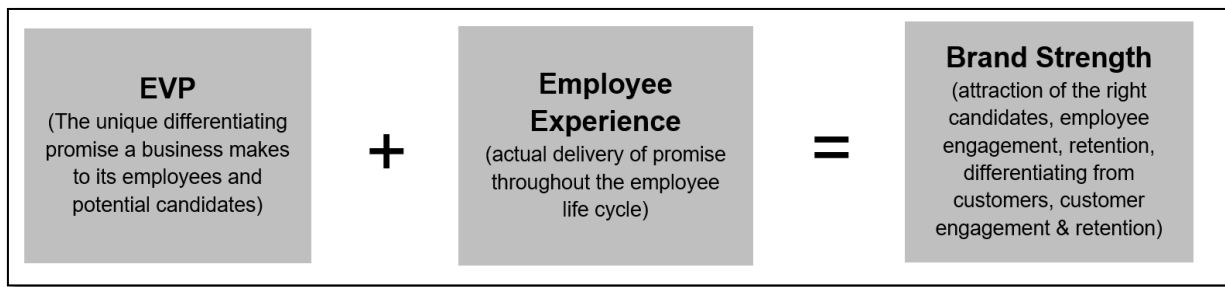 EVP
(The unique differentiating
promise a business makes
to its employees and
potential candidates)
+
Employee
Experience
(actual delivery of promise
throughout the employee
life cycle)
=
Brand Strength
(attraction of the right
candidates, employee
engagement, retention,
differentiating from
customers, customer
engagement & retention)